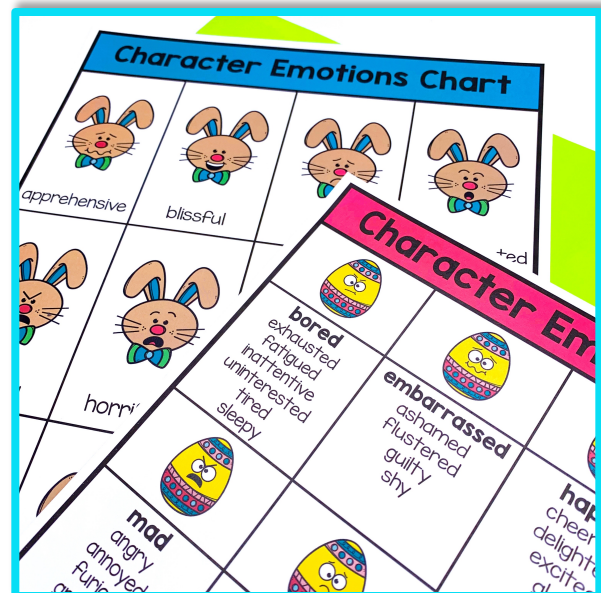 Character Emotions Chart
apprehensive
blissful
Character
bored
exhausted
fatigued
inattentive
uninterested
tired
sleepy
embarrassed
ashamed
flustered
guilty
shy
mad
angry
annoyed